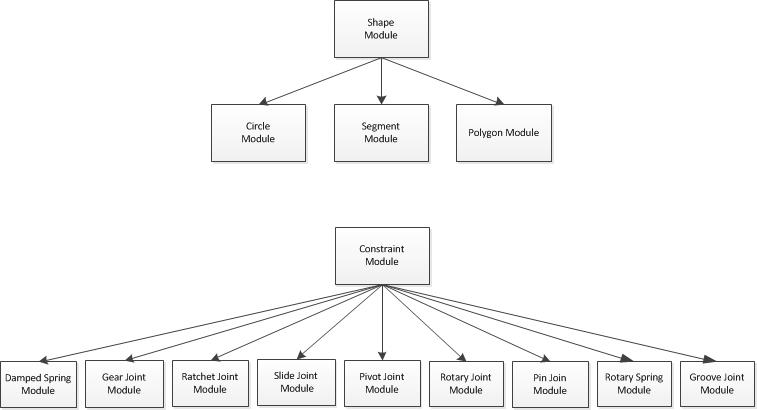 Shape
Module
Circle
Module
Segment
Module
Polygon Module
Constraint
Module
Damped Spring
Module
Gear Joint
Module
Ratchet Joint
Module
Slide Joint
Module
Pivot Joint
Module
Rotary Joint
Module
Pin Join
Module
Rotary Spring
Module
Groove Joint
Module